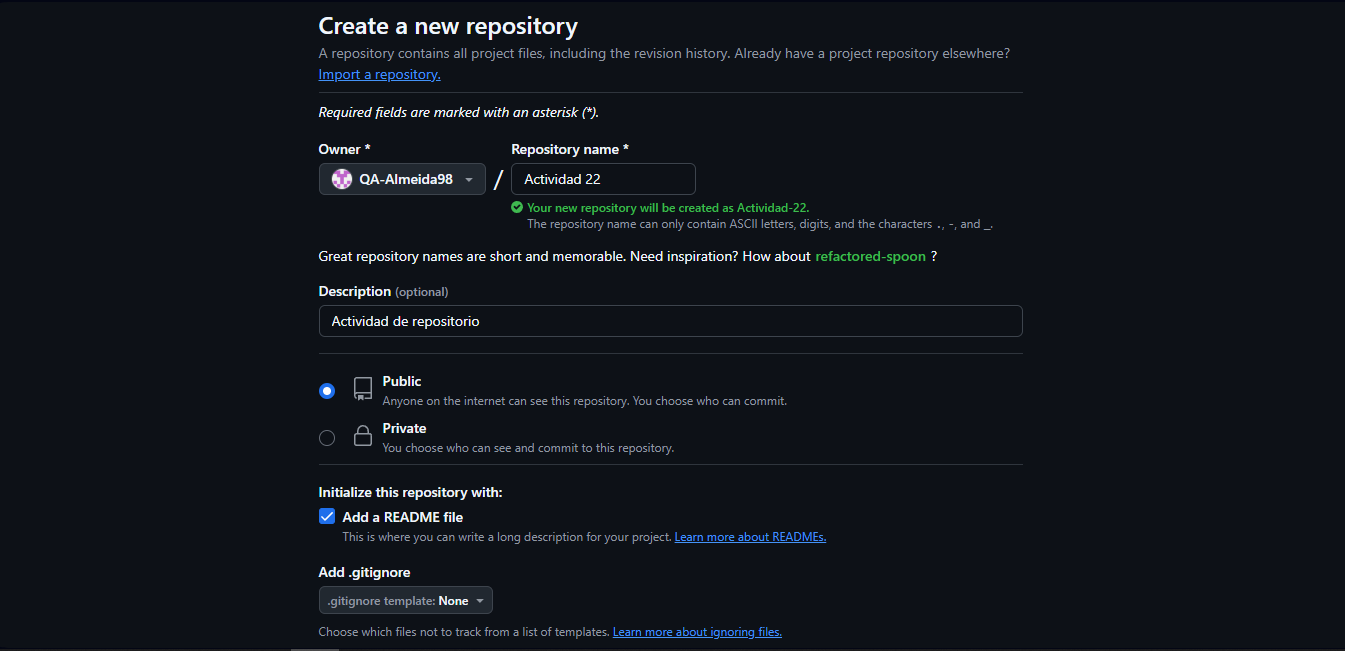 Create a new repository
A repository contains all project files, including the revision history. Already have a project repository elsewhere?
Import a repository.
Required fields are marked with an asterisk (*).
Owner *
Repository name *
QA-Almeida98
/
Actividad 22
Your new repository will be created as Actividad-22.
The repository name can only contain ASCII letters, digits, and the characters ., -, and _.
Great repository names are short and memorable. Need inspiration? How about refactored-spoon ?
Description (optional)
Actividad de repositorio
Public
Anyone on the internet can see this repository. You choose who can commit.
Private
You choose who can see and commit to this repository.
Initialize this repository with:
Add a README file
This is where you can write a long description for your project. Learn more about READMEs.
Add .gitignore
.gitignore template: None
Choose which files not to track from a list of templates. Learn more about ignoring files.